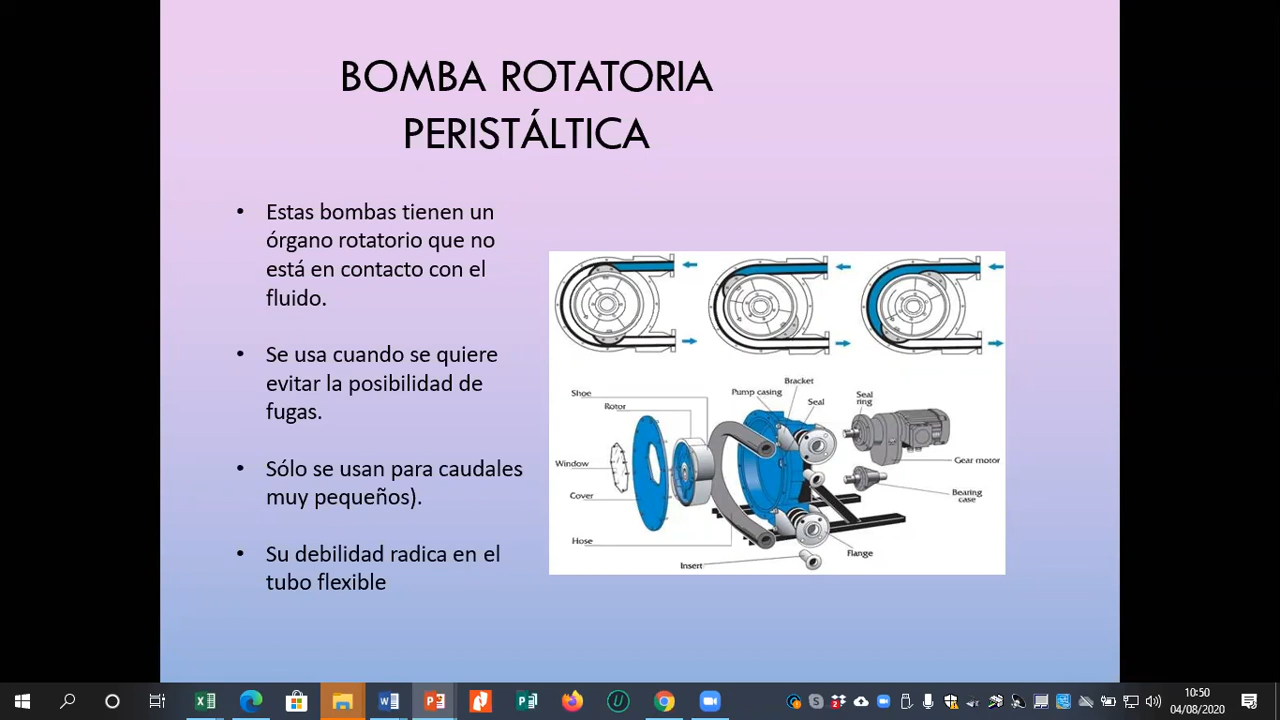 BOMBA ROTATORIA
PERISTÁLTICA
• Estas bombas tienen un
órgano rotatorio que no
está en contacto con el
fluido.
• Se usa cuando se quiere
evitar la posibilidad de
fugas.
• Sólo se usan para caudales
muy pequeños).
• Su debilidad radica en el
tubo flexible
Shoe
Rotor
Window
Cover
Hose
Insert
Pump casing
Bracket
Seal
Seal
ring
Gear motor
Bearing
case
Flange
10:50
04/08/2020